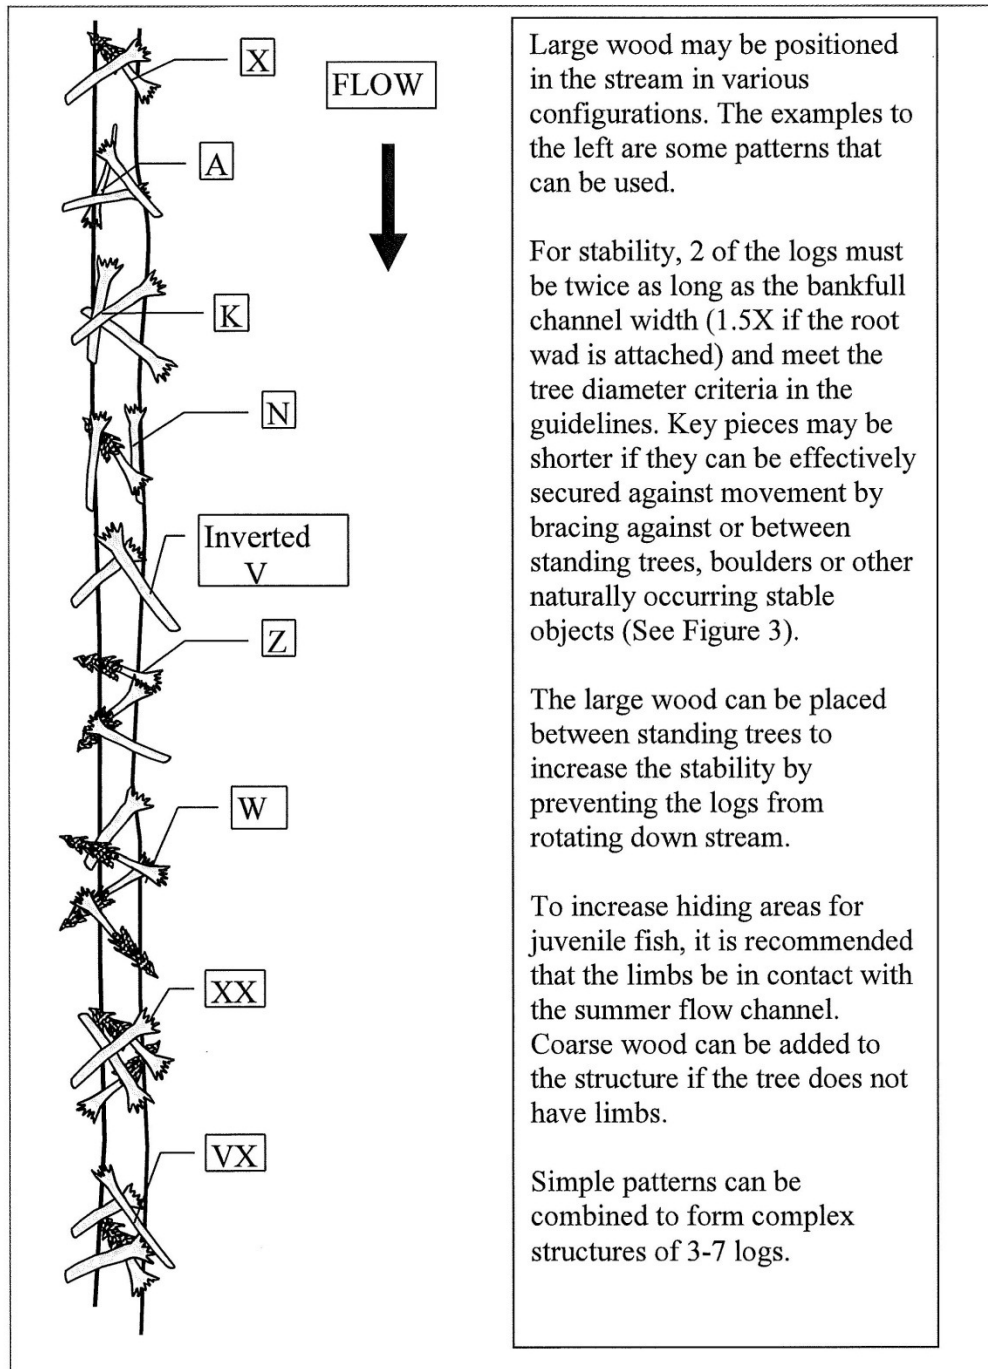 X
FLOW
A
K
N
Inverted
V
Z
W
XX
VX
Large wood may be positioned
in the stream in various
configurations. The examples to
the left are some patterns that
can be used.
For stability, 2 of the logs must
be twice as long as the bankfull
channel width (1.5X if the root
wad is attached) and meet the
tree diameter criteria in the
guidelines. Key pieces may be
shorter if they can be effectively
secured against movement by
bracing against or between
standing trees, boulders or other
naturally occurring stable
objects (See Figure 3).
The large wood can be placed
between standing trees to
increase the stability by
preventing the logs from
rotating down stream.
To increase hiding areas for
juvenile fish, it is recommended
that the limbs be in contact with
the summer flow channel.
Coarse wood can be added to
the structure if the tree does not
have limbs.
Simple patterns can be
combined to form complex
structures of 3-7 logs.